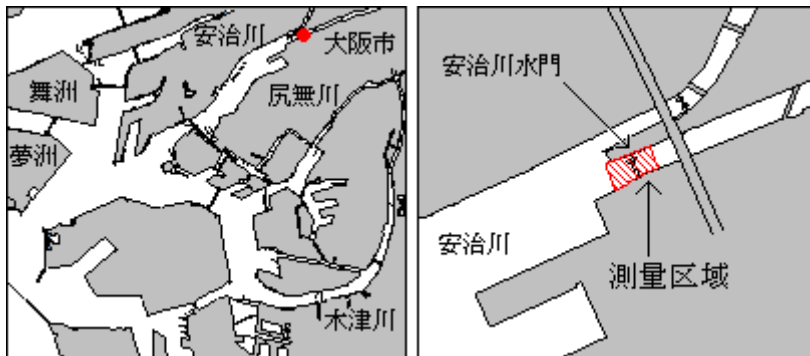 安治川
大阪市
舞洲
尻無川
夢洲
木津川
安治川水門
安治川
測量区域